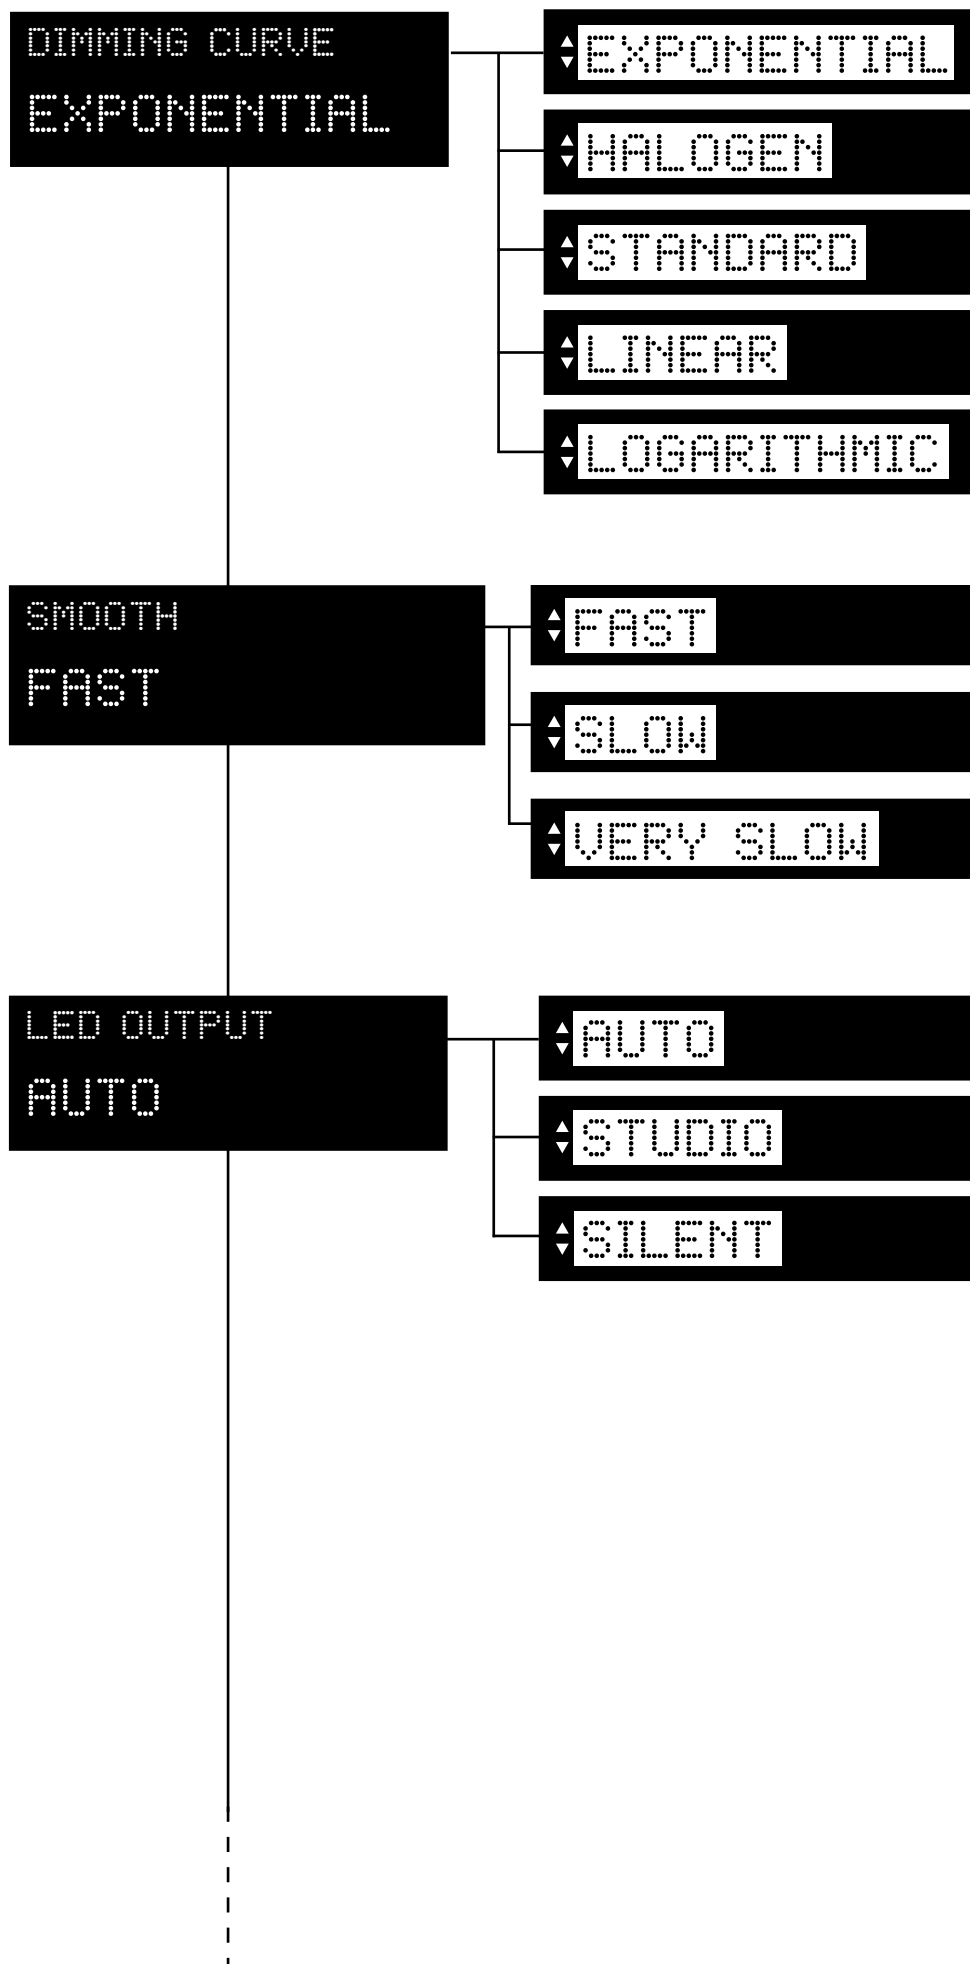 DIMMING CURVE
EXPONENTIAL
EXPONENTIAL
HALOGEN
STANDARD
LINEAR
LOGARITHMIC
SMOOTH
FAST
FAST
SLOW
VERY SLOW
LED OUTPUT
AUTO
AUTO
STUDIO
SILENT